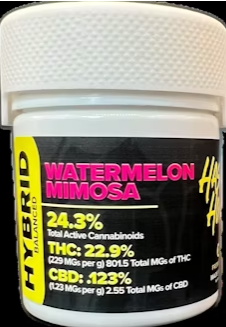 HYBRID
BALANCED
WATERMELON
MIMOSA
24.3%
Total Active Cannabinoids
THC: 22.9%
(229 MGs per g) 801.5 Total MGs of THC
CBD: .123%
(1.23 MGs per g) 2.55 Total MGs of CBD